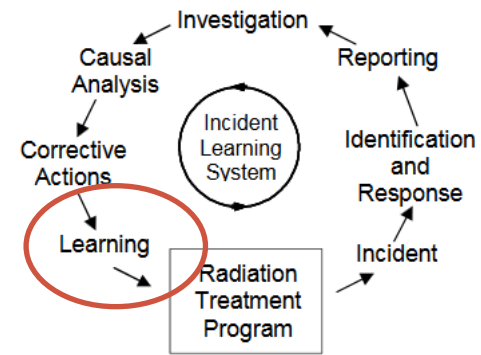 Investigation
Causal
Analysis
Reporting
Incident
Learning
System
Identification
and
Response
Corrective
Actions
Learning
Incident
Radiation
Treatment
Program